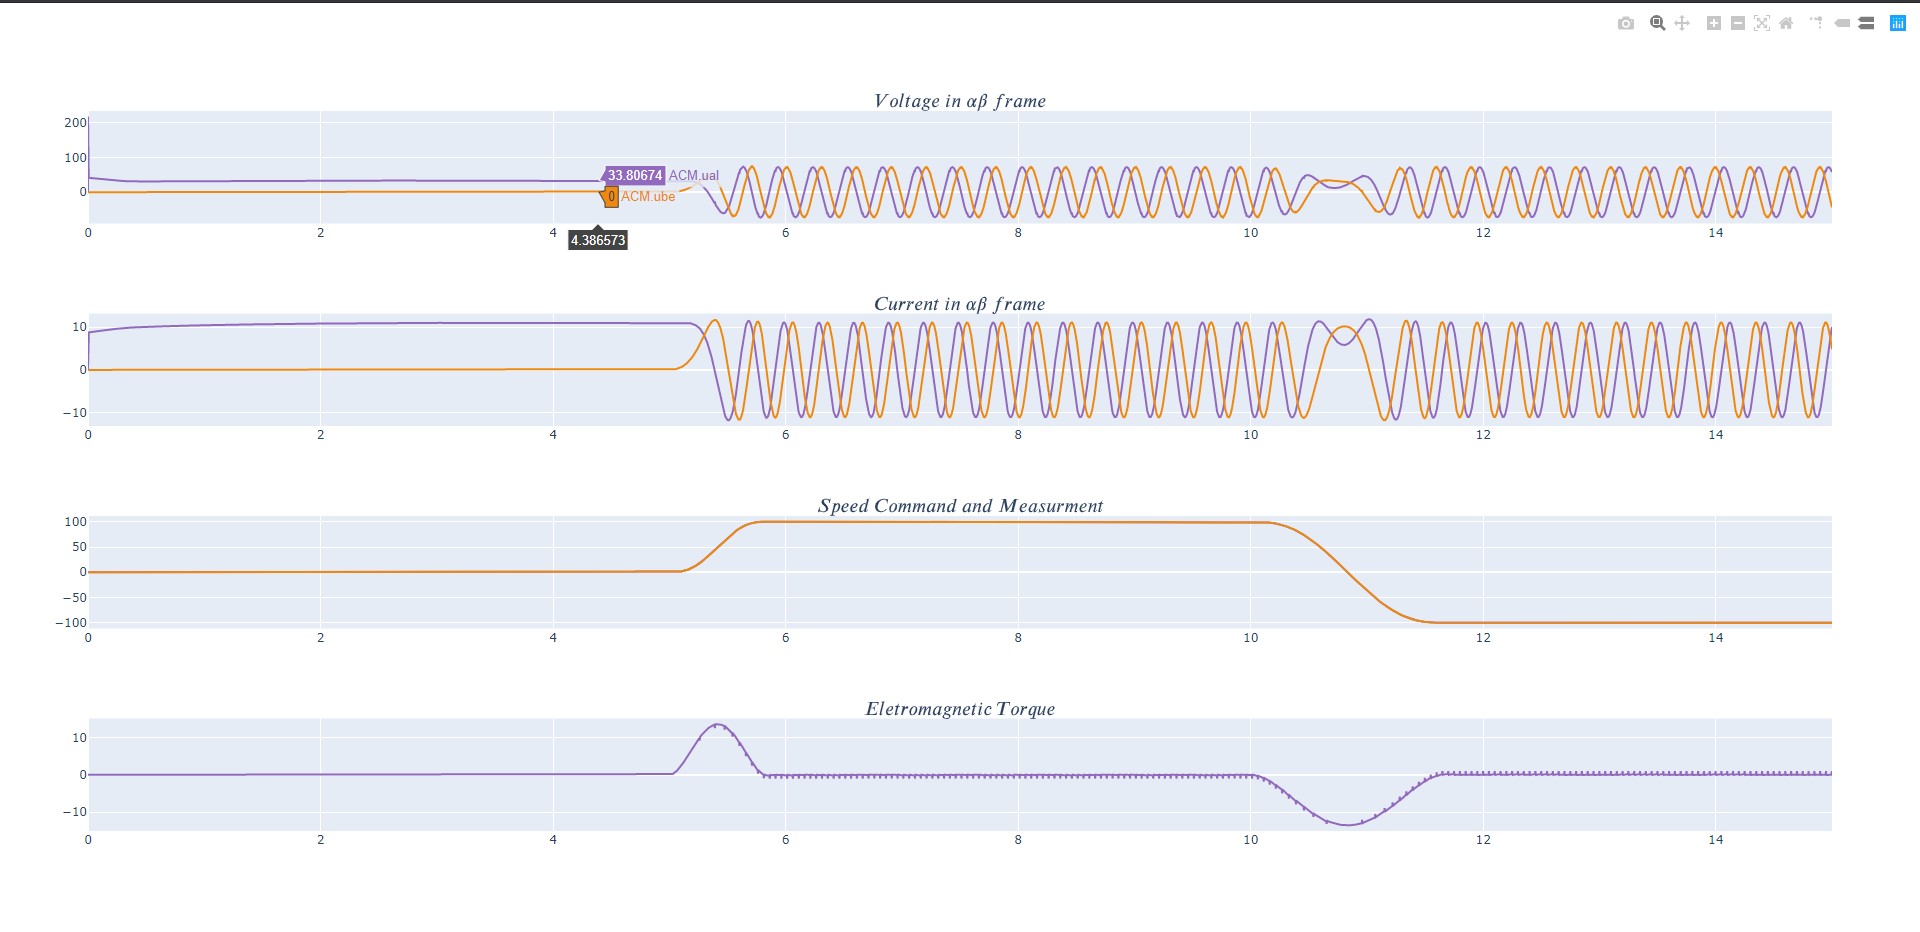 Voltage in αβ frame
200
100
0
33.80674 ACM.ual
0 ACM.ube
4.386573
0 2 4 6 8 10 12 14
Current in αβ frame
10
0
−10
0 2 4 6 8 10 12 14
Speed Command and Measurment
100
50
0
−50
−100
0 2 4 6 8 10 12 14
Eletromagnetic Torque
10
0
−10
0 2 4 6 8 10 12 14